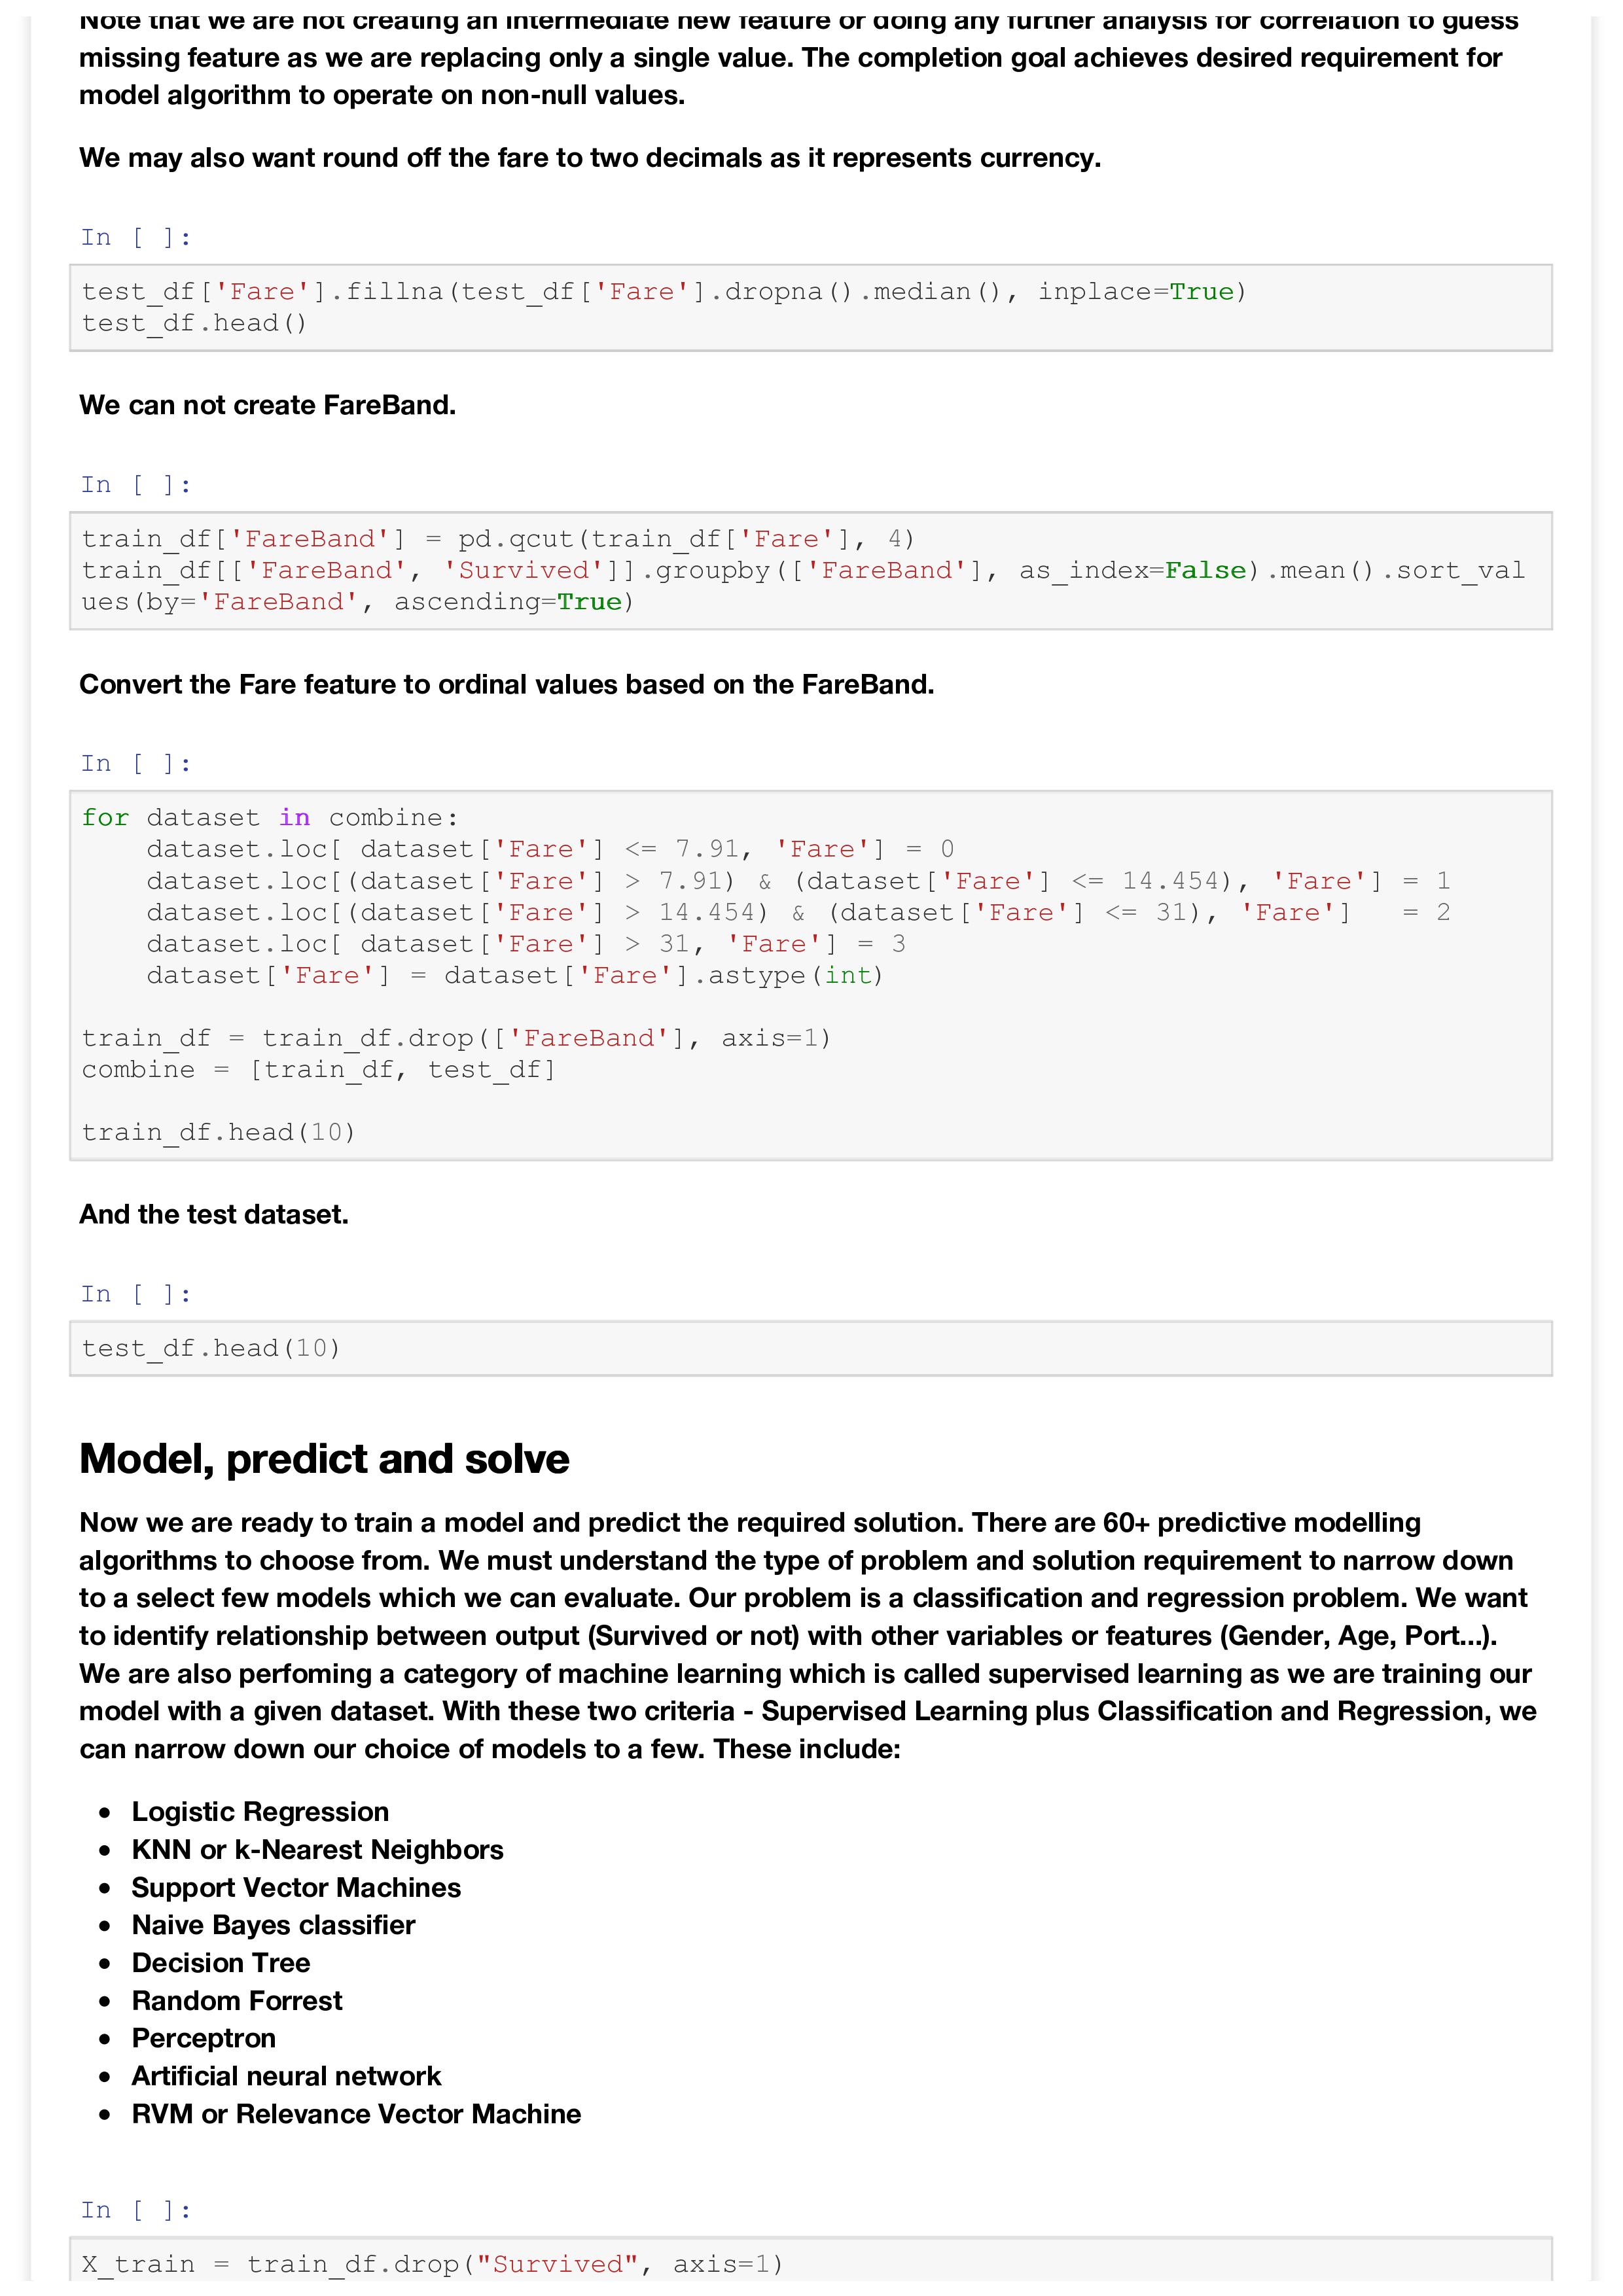 Note that we are not creating an intermediate new feature or doing any further analysis for correlation to guess
missing feature as we are replacing only a single value. The completion goal achieves desired requirement for
model algorithm to operate on non-null values.
We may also want round off the fare to two decimals as it represents currency.
In [ ]:
test_df['Fare'].fillna(test_df['Fare'].dropna().median(), inplace=True)
test_df.head()
We can not create FareBand.
In [ ]:
train_df['FareBand'] = pd.qcut(train_df['Fare'], 4)
train_df[['FareBand', 'Survived']].groupby(['FareBand'], as_index=False).mean().sort_val
ues(by='FareBand', ascending=True)
Convert the Fare feature to ordinal values based on the FareBand.
In [ ]:
for dataset in combine:
    dataset.loc[ dataset['Fare'] <= 7.91, 'Fare'] = 0
    dataset.loc[(dataset['Fare'] > 7.91) & (dataset['Fare'] <= 14.454), 'Fare'] = 1
    dataset.loc[(dataset['Fare'] > 14.454) & (dataset['Fare'] <= 31), 'Fare']   = 2
    dataset.loc[ dataset['Fare'] > 31, 'Fare'] = 3
    dataset['Fare'] = dataset['Fare'].astype(int)
train_df = train_df.drop(['FareBand'], axis=1)
combine = [train_df, test_df]
train_df.head(10)
And the test dataset.
In [ ]:
test_df.head(10)
Model, predict and solve
Now we are ready to train a model and predict the required solution. There are 60+ predictive modelling
algorithms to choose from. We must understand the type of problem and solution requirement to narrow down
to a select few models which we can evaluate. Our problem is a classification and regression problem. We want
to identify relationship between output (Survived or not) with other variables or features (Gender, Age, Port...).
We are also perfoming a category of machine learning which is called supervised learning as we are training our
model with a given dataset. With these two criteria - Supervised Learning plus Classification and Regression, we
can narrow down our choice of models to a few. These include:
• Logistic Regression
• KNN or k-Nearest Neighbors
• Support Vector Machines
• Naive Bayes classifier
• Decision Tree
• Random Forrest
• Perceptron
• Artificial neural network
• RVM or Relevance Vector Machine
In [ ]:
X_train = train_df.drop("Survived", axis=1)